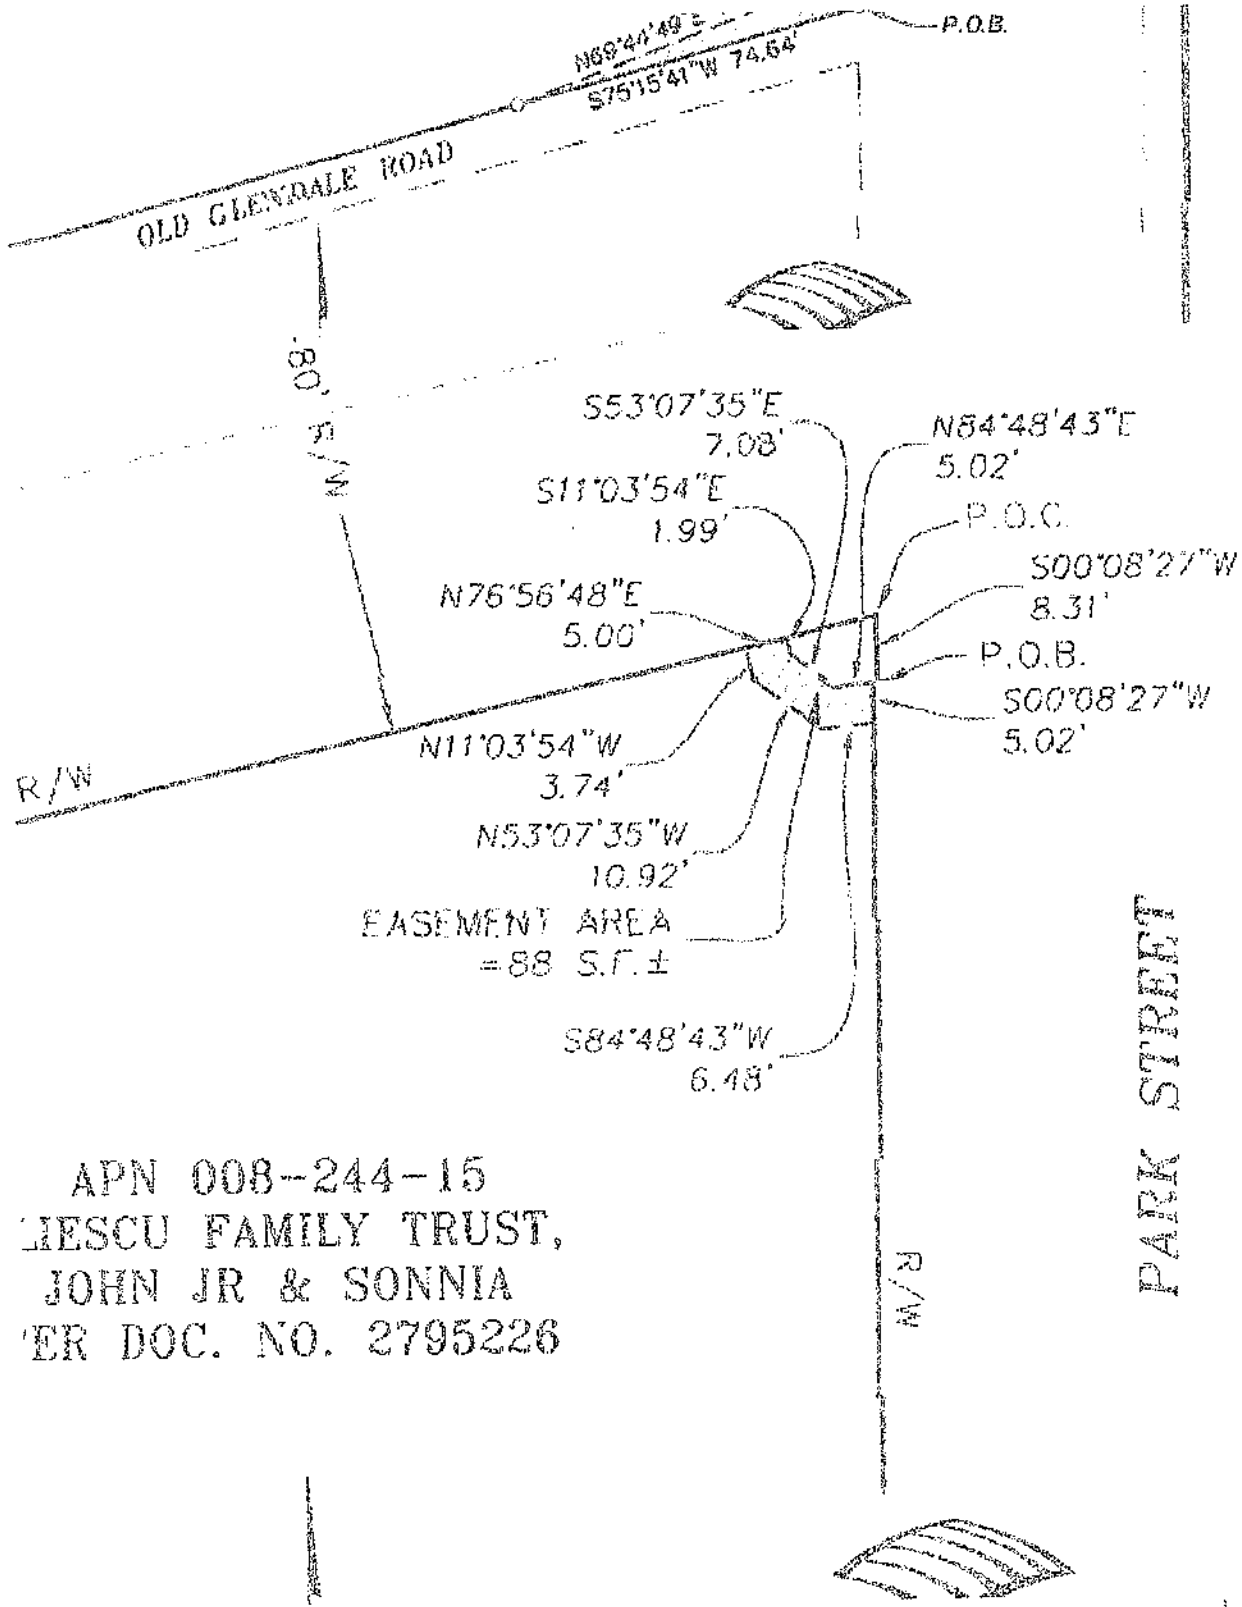 P.O.B.
N69°44'49"E
S75°15'41"W 74.64'
OLD GLENDALE ROAD
80' R/W
S53°07'35"E
7.08'
N84°48'43"E
5.02'
S11°03'54"E
1.99'
P.O.C.
S00°08'27"W
8.31'
N76°56'48"E
5.00'
P.O.B.
S00°08'27"W
5.02'
N11°03'54"W
3.74'
R/W
N53°07'35"W
10.92'
EASEMENT AREA
=88 S.F.±
S84°48'43"W
6.48'
PARK STREET
APN 008-244-15
LIESCU FAMILY TRUST,
JOHN JR & SONNIA
ER DOC. NO. 2795226
R/W